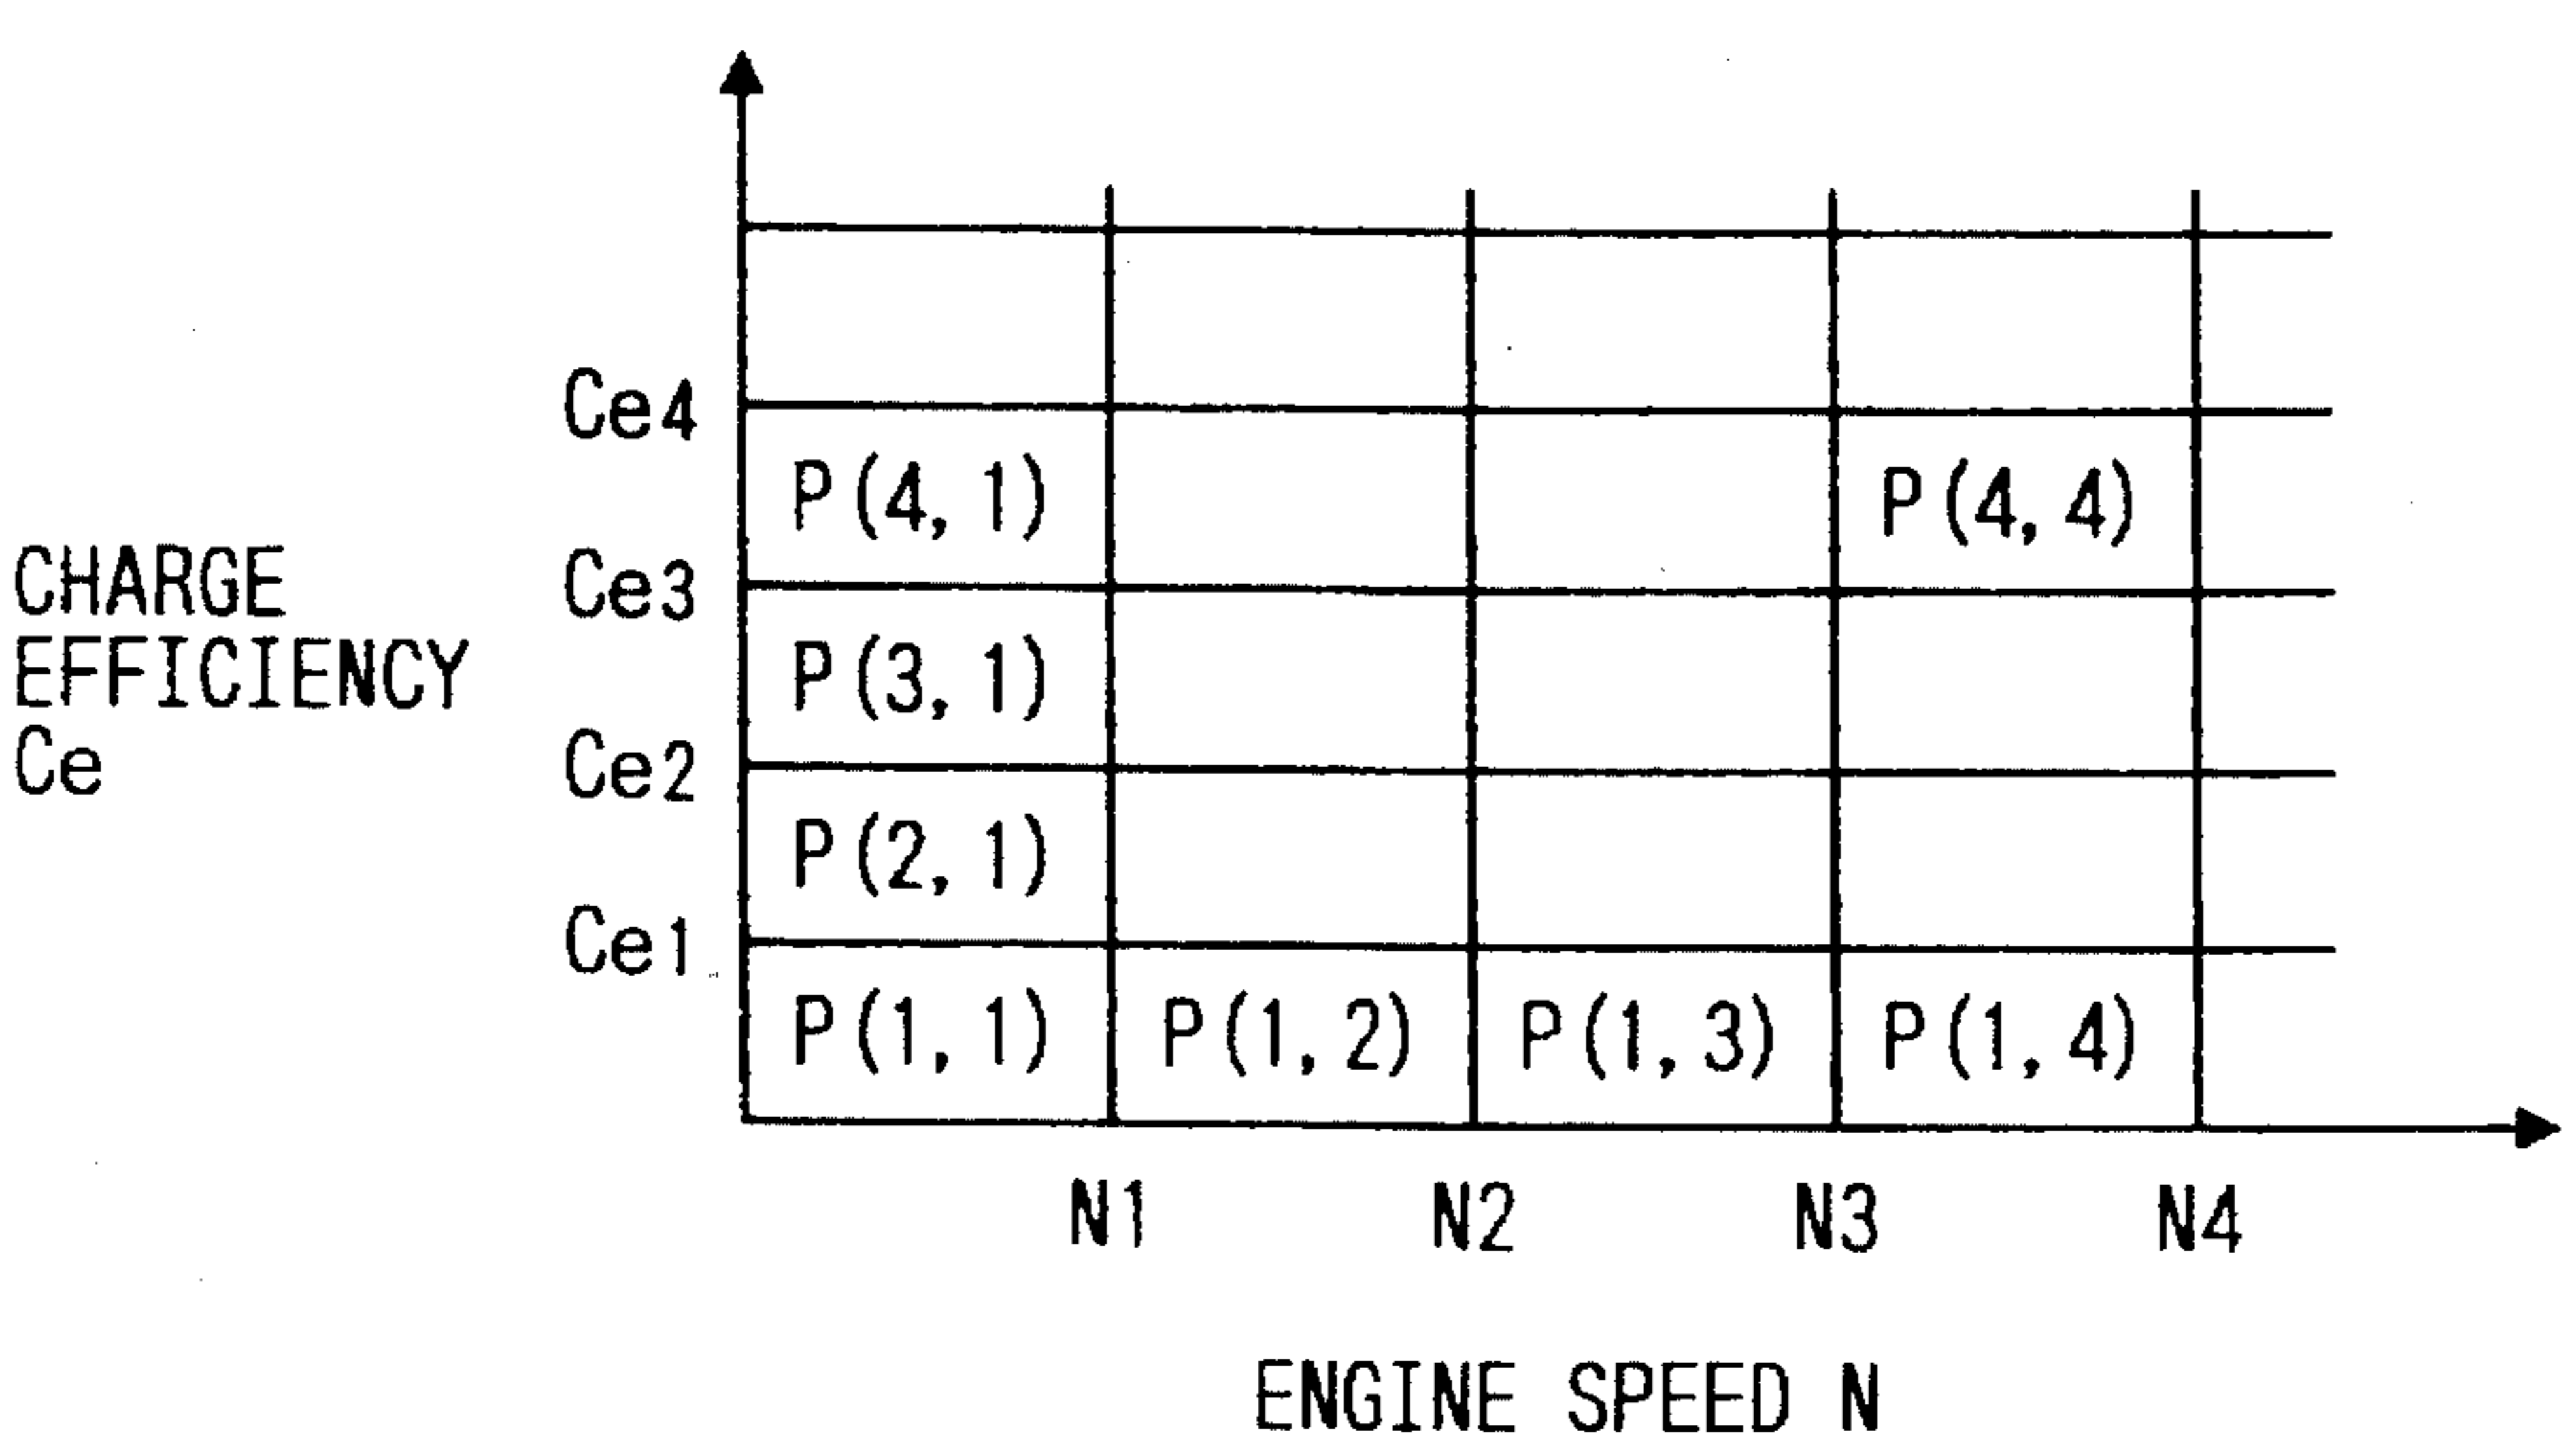 Ce4
P(4,1) P(4,4)
CHARGE
EFFICIENCY
Ce
Ce3
P(3,1)
Ce2
P(2,1)
Ce1
P(1,1) P(1,2) P(1,3) P(1,4)
N1 N2 N3 N4
ENGINE SPEED N